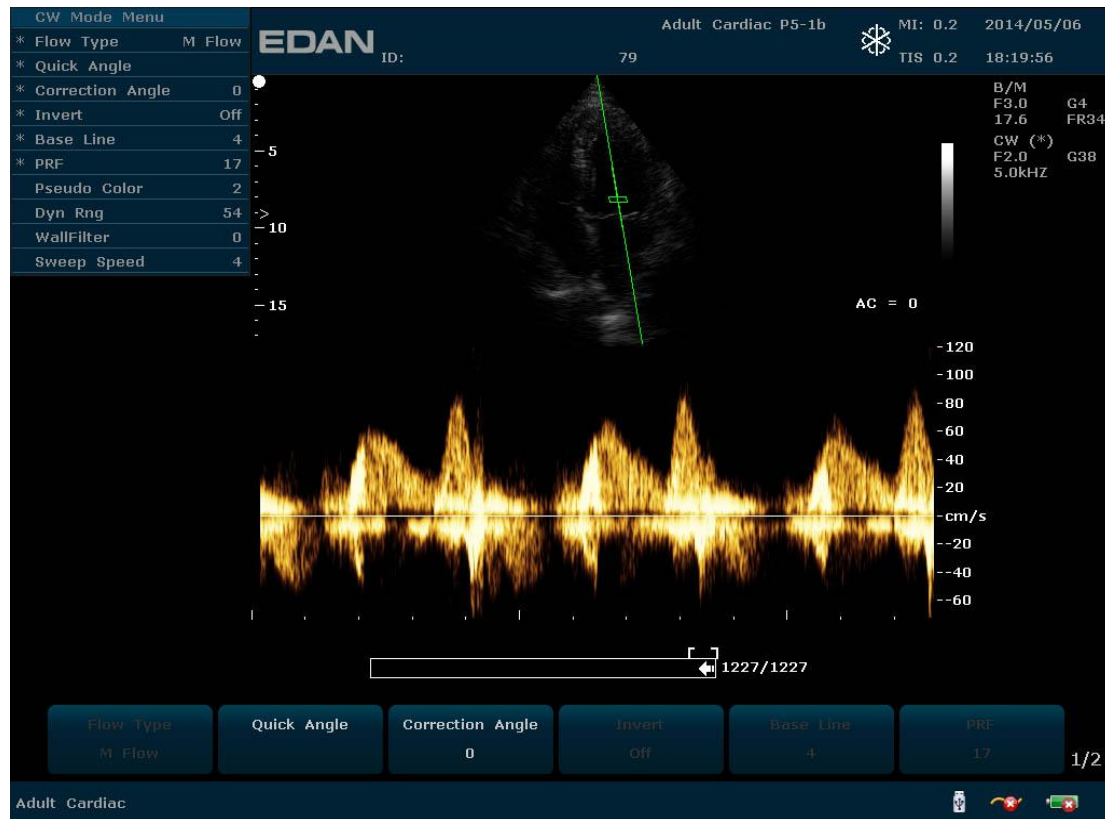 CW Mode Menu
* Flow Type M Flow
* Quick Angle
* Correction Angle 0
* Invert Off
* Base Line 4
* PRF 17
Pseudo Color 2
Dyn Rng 54
WallFilter 0
Sweep Speed 4
EDAN
ID: 79
Adult Cardiac P5-1b
MI: 0.2 2014/05/06
TIS 0.2 18:19:56
B/M
F3.0 G4
17.6 FR34
CW (*)
F2.0 G38
5.0kHZ
-5
->
-10
-15
AC = 0
-120
-100
-80
-60
-40
-20
-cm/s
--20
--40
--60
1227/1227
Flow Type
M Flow
Quick Angle
Correction Angle
0
Invert
Off
Base Line
4
PRF
17
1/2
Adult Cardiac